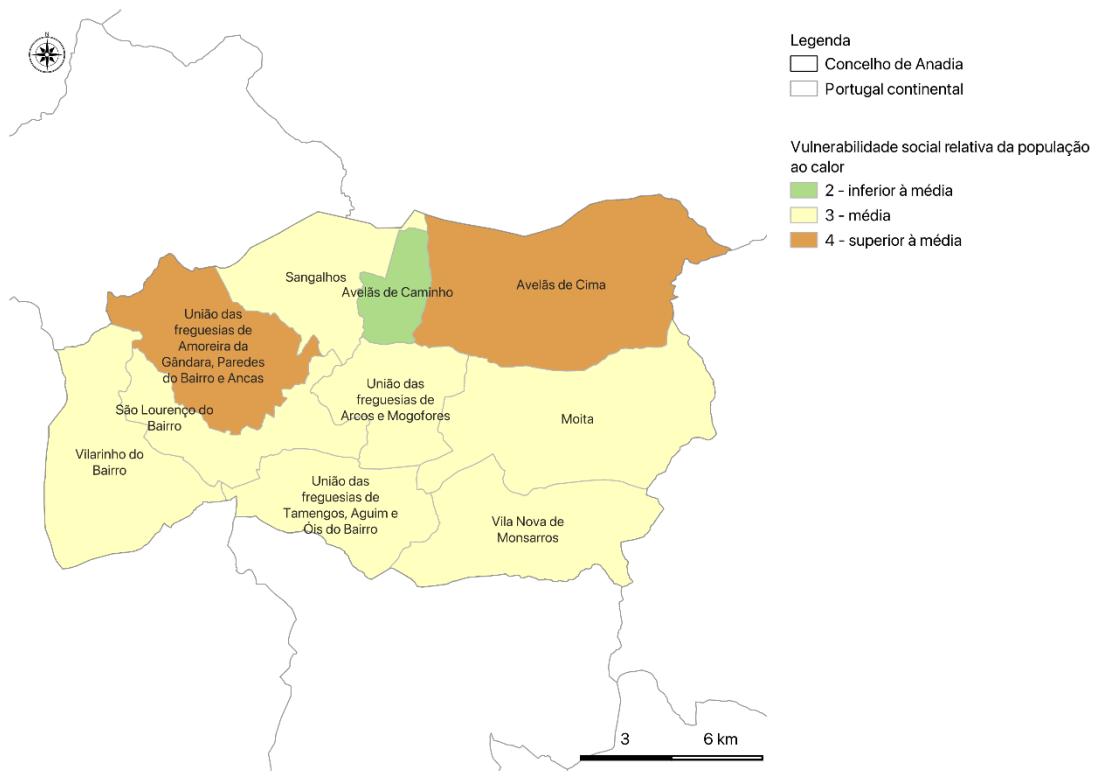 N
Legenda
Concelho de Anadia
Portugal continental
Vulnerabilidade social relativa da população
ao calor
2 - inferior à média
3 - média
4 - superior à média
Sangalhos
Avelãs de Caminho
Avelãs de Cima
União das
freguesias de
Amoreira da
Gândara, Paredes
do Bairro e Ancas
União das
freguesias de
Arcos e Mogofores
São Lourenço do
Bairro
Moita
Vilarinho do
Bairro
União das
freguesias de
Tamengos, Aguim e
Óis do Bairro
Vila Nova de
Monsarros
3
6 km